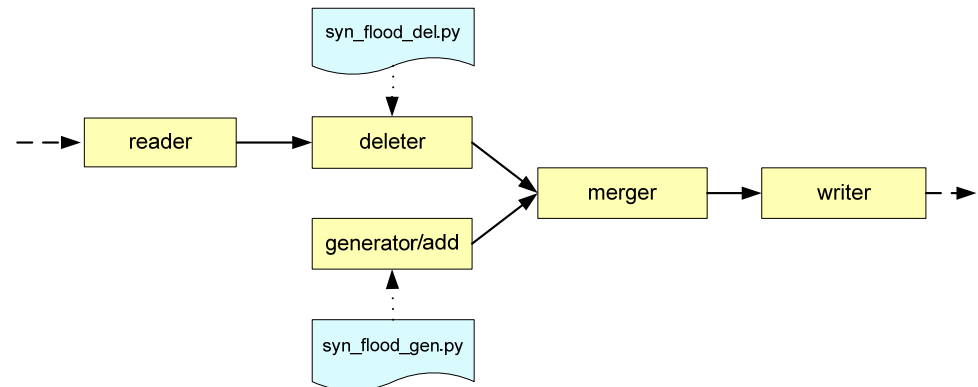 syn_flood_del.py
reader
deleter
merger
writer
generator/add
syn_flood_gen.py